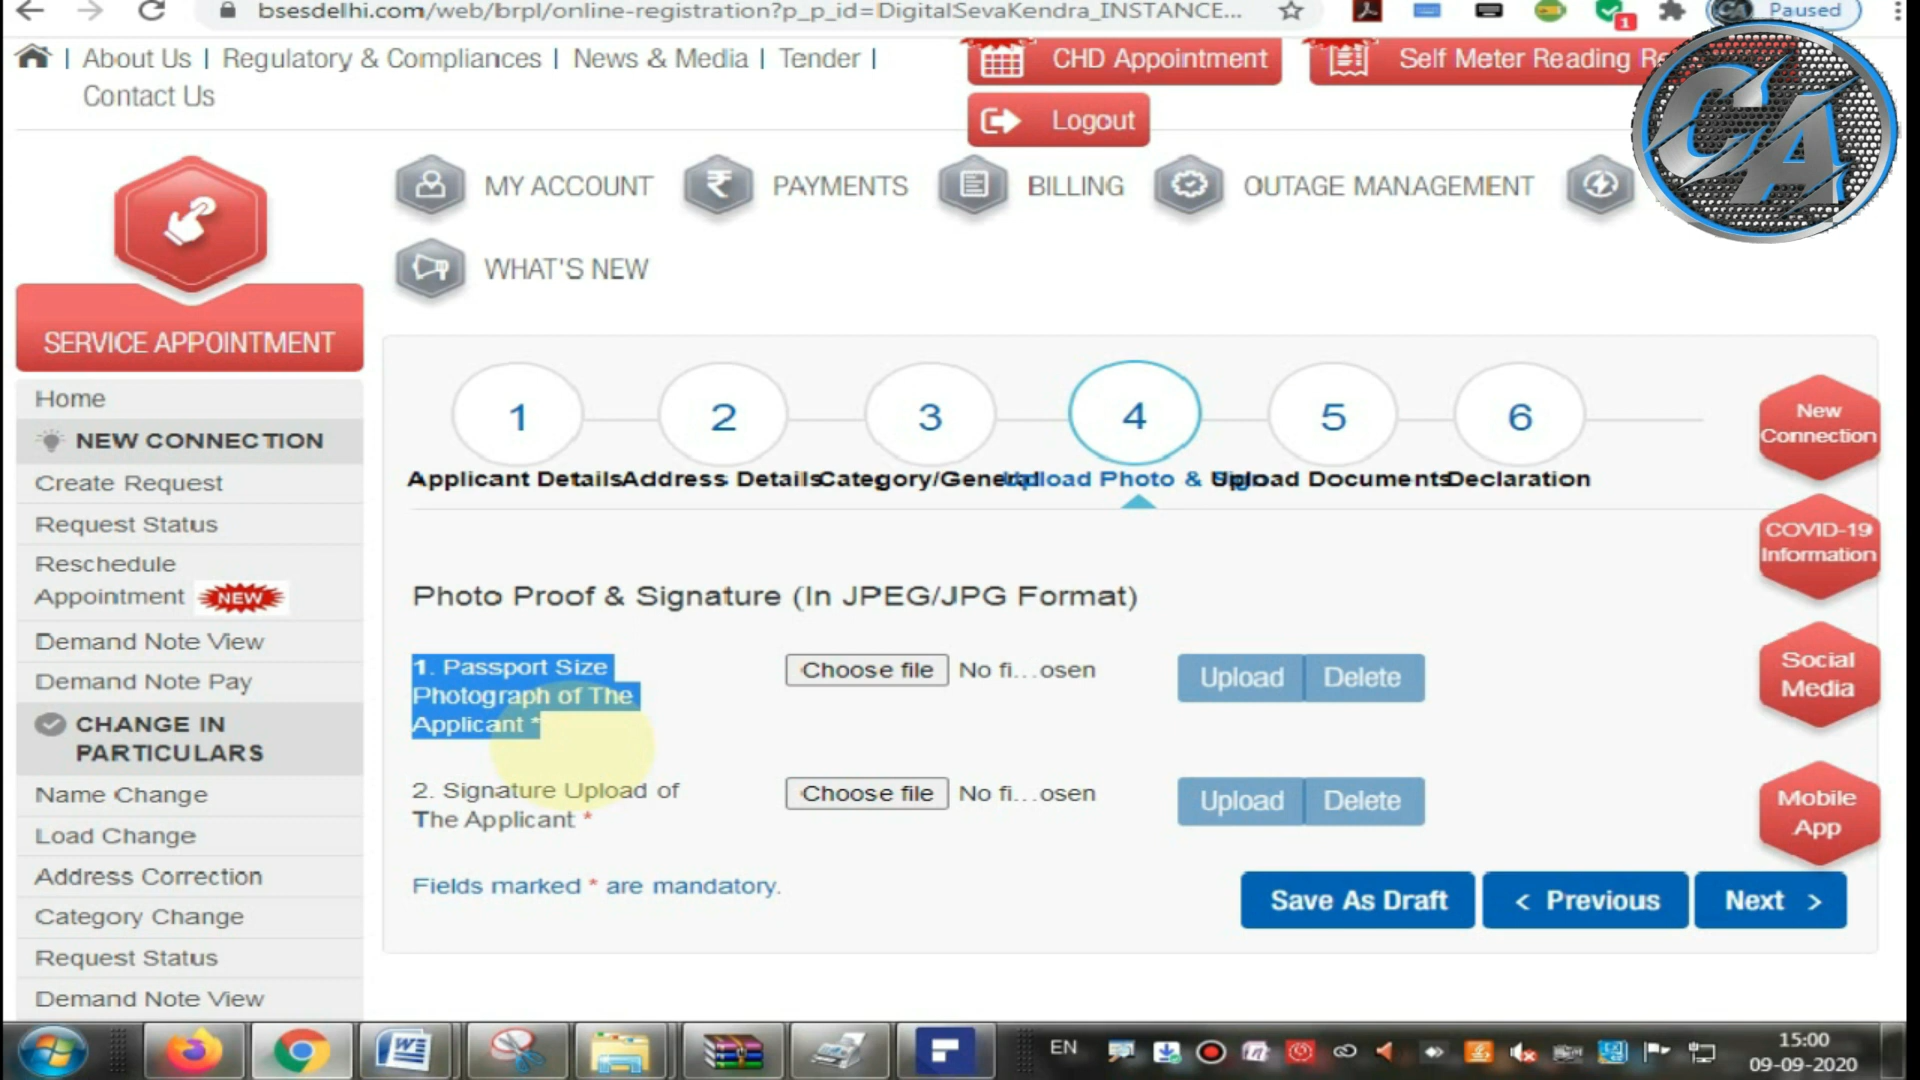 bsesdelhi.com/web/brpl/online-registration?p_p_id=DigitalSevaKendra_INSTANCE...
Paused
1
About Us | Regulatory & Compliances | News & Media | Tender |
Contact Us
CHD Appointment
Self Meter Reading
Logout
CA
MY ACCOUNT
PAYMENTS
BILLING
OUTAGE MANAGEMENT
WHAT'S NEW
SERVICE APPOINTMENT
Home
NEW CONNECTION
Create Request
Request Status
Reschedule
Appointment NEW
Demand Note View
Demand Note Pay
CHANGE IN
PARTICULARS
Name Change
Load Change
Address Correction
Category Change
Request Status
Demand Note View
1 2 3 4 5 6
Applicant Details Address Details Category/General Upload Photo & Sign Upload Documents Declaration
Photo Proof & Signature (In JPEG/JPG Format)
1. Passport Size
Photograph of The
Applicant *
Choose file No fi...osen
Upload Delete
2. Signature Upload of
The Applicant *
Choose file No fi...osen
Upload Delete
Fields marked * are mandatory.
Save As Draft
< Previous
Next >
New
Connection
COVID-19
Information
Social
Media
Mobile
App
EN
15:00
09-09-2020